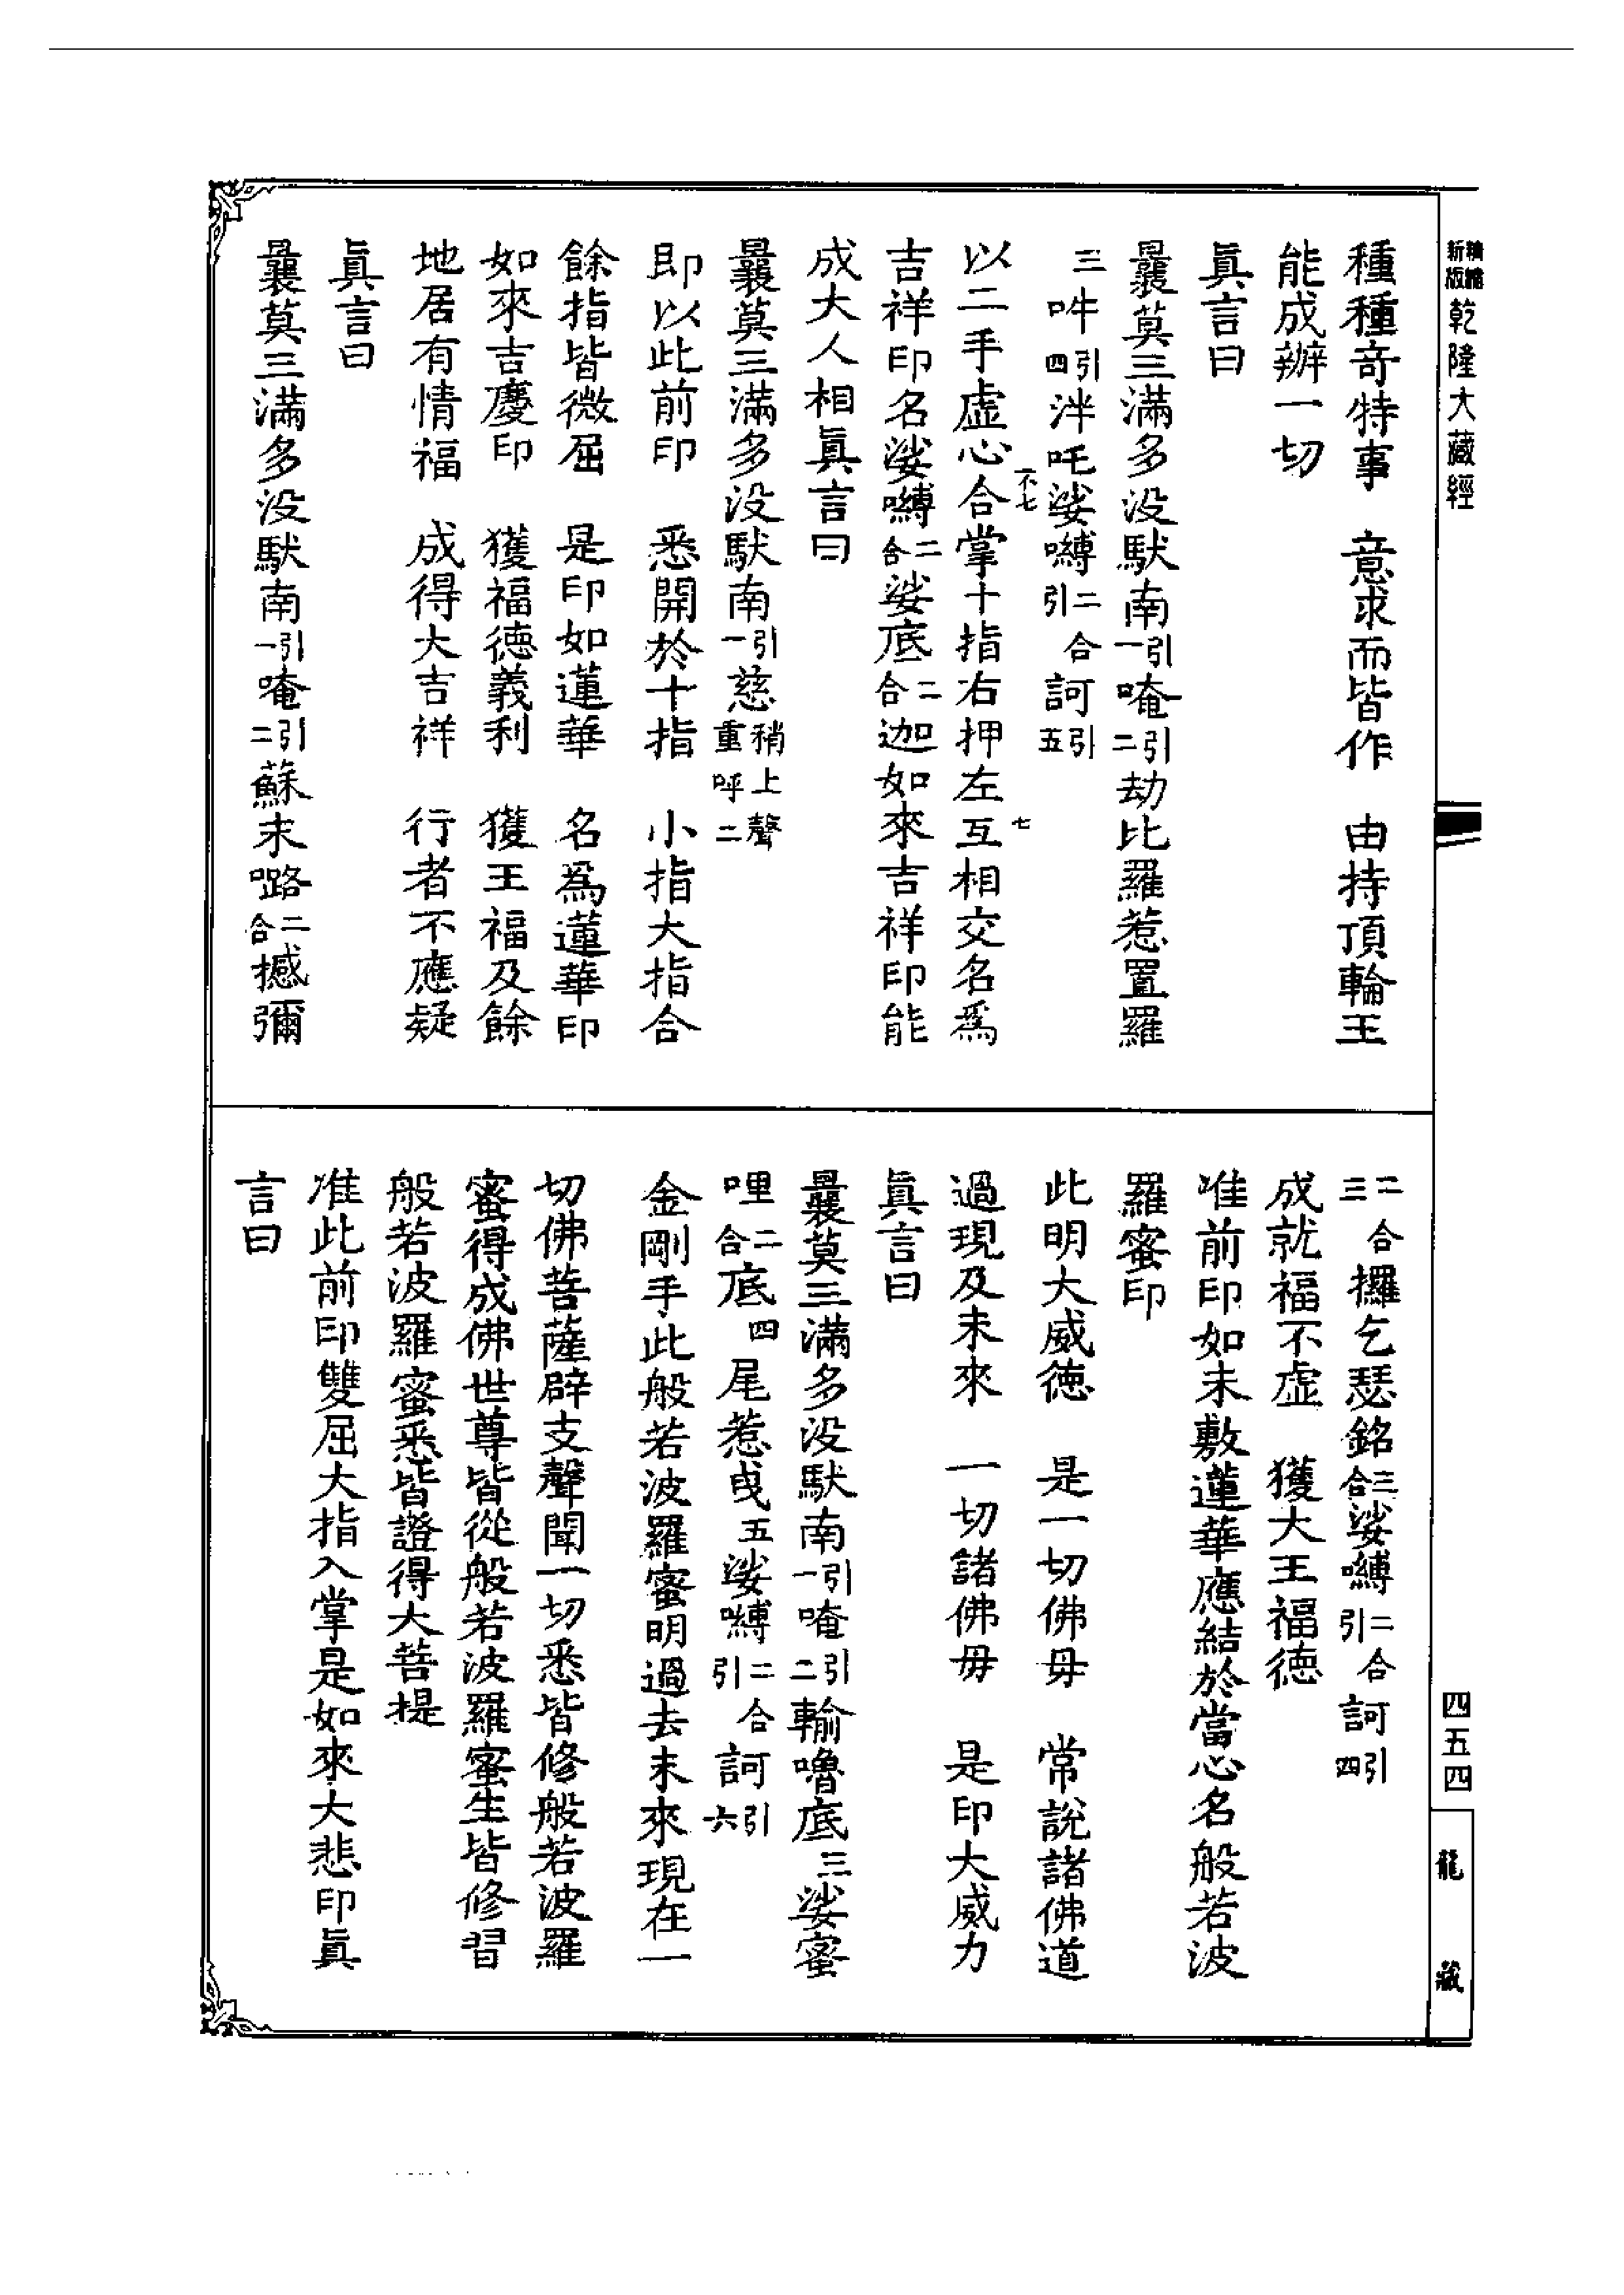 新版精縮乾隆大藏經
種種奇特事　意求而皆作　由持頂輪王
能成辦一切
眞言曰
曩莫三滿多没馱南引一唵引二劫比羅惹置羅
三吽引四泮吒娑嚩二合引訶引五
以二手虛心合掌十指右押左互相交名爲
吉祥印名娑嚩二合娑底二合迦如來吉祥印能
成大人相眞言曰
曩莫三滿多没馱南引一慈稍上聲重呼二
即以此前印　悉開於十指　小指大指合
餘指皆微屈　是印如蓮華　名爲蓮華印
如來吉慶印　獲福德義利　獲王福及餘
地居有情福　成得大吉祥　行者不應疑
眞言曰
曩莫三滿多没馱南引一唵引二蘇末㗚二合撼彌
二合三攞乞瑟銘三合娑嚩二合引訶引四
成就福不虛　獲大王福德
准前印如未敷蓮華應結於當心名般若波
羅蜜印
此明大威德　是一切佛母　常說諸佛道
過現及未來　一切諸佛母　是印大威力
眞言曰
曩莫三滿多没馱南引一唵引二輸嚕底三娑蜜
哩二合底四尾惹曳五娑嚩二合引訶引六
金剛手此般若波羅蜜明過去未來現在一
切佛菩薩辟支聲聞一切悉皆修般若波羅
蜜得成佛世尊皆從般若波羅蜜生皆修習
般若波羅蜜悉皆證得大菩提
准此前印雙屈大指入掌是如來大悲印眞
言曰
四五四
龍藏